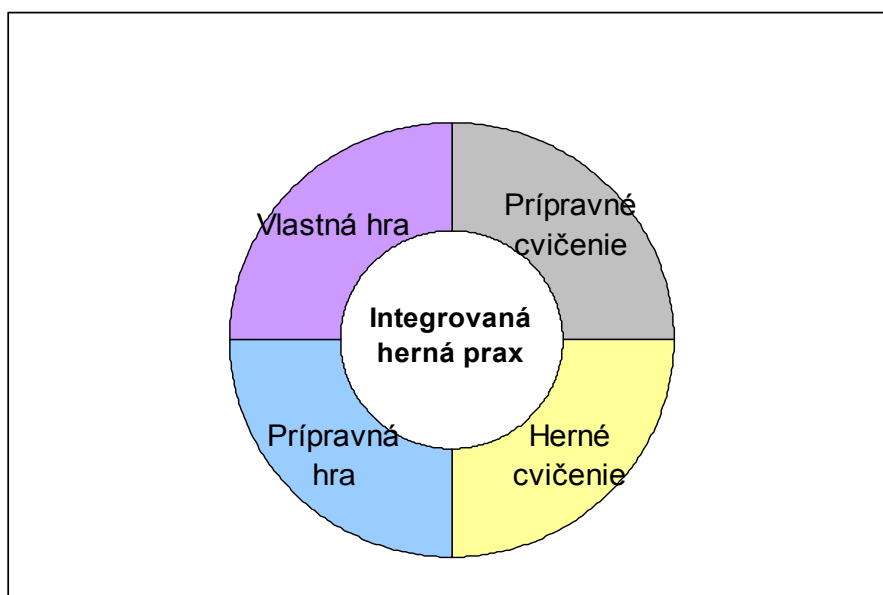 Vlastná hra
Prípravné
cvičenie
Integrovaná
herná prax
Prípravná
hra
Herné
cvičenie